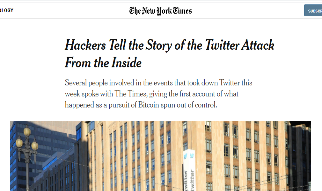 The New York Times
Hackers Tell the Story of the Twitter Attack
From the Inside
Several people involved in the events that took down Twitter this
week spoke with The Times, giving the first account of what
happened as a pursuit of Bitcoin spun out of control.